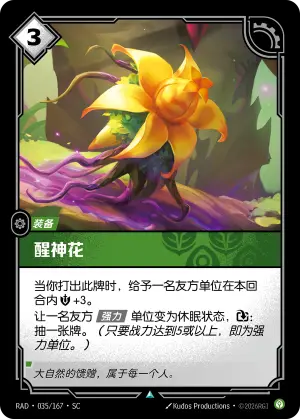 3
装备
醒神花
当你打出此牌时，给予一名友方单位在本回
合内+3。
让一名友方 强力 单位变为休眠状态，:
抽一张牌。（只要战力达到5或以上，即为强
力单位。）
大自然的馈赠，属于每一个人。
RAD • 035/167 • SC
Kudos Productions • ©2026RGI